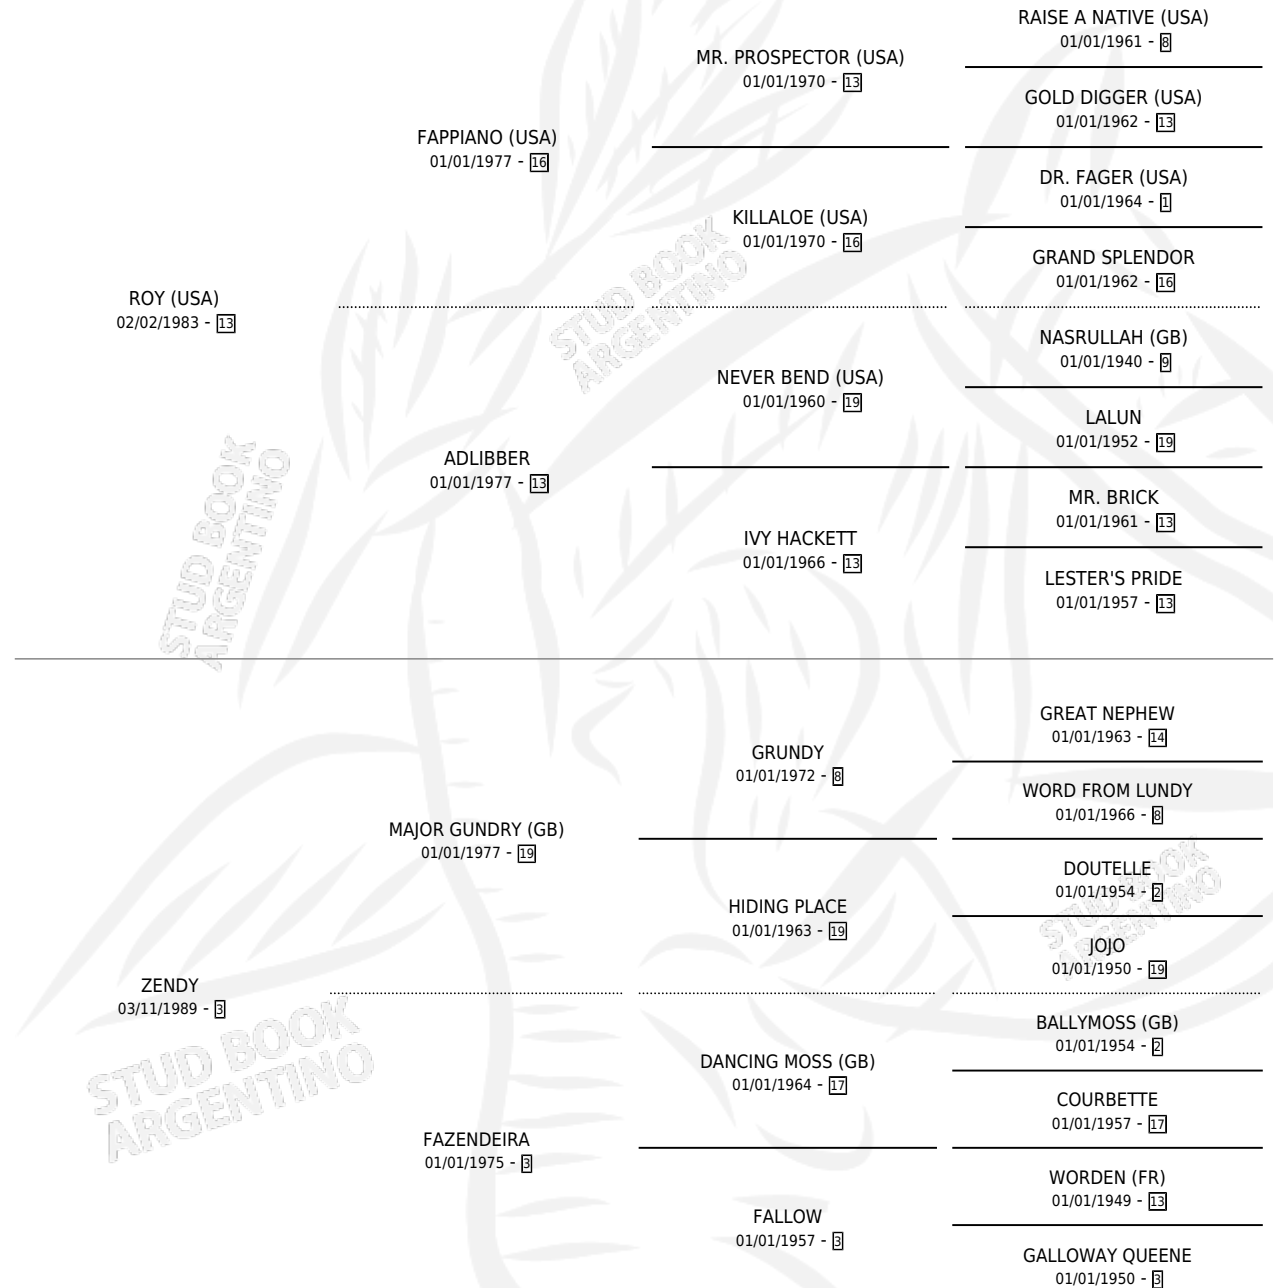 RAISE A NATIVE (USA)
01/01/1961 - 8
MR. PROSPECTOR (USA)
01/01/1970 - 13
GOLD DIGGER (USA)
01/01/1962 - 13
FAPPIANO (USA)
01/01/1977 - 16
DR. FAGER (USA)
01/01/1964 - 1
KILLALOE (USA)
01/01/1970 - 16
GRAND SPLENDOR
01/01/1962 - 16
ROY (USA)
02/02/1983 - 13
STUD BOOK
ARGENTINO
NASRULLAH (GB)
01/01/1940 - 9
NEVER BEND (USA)
01/01/1960 - 19
LALUN
01/01/1952 - 19
ADLIBBER
01/01/1977 - 13
MR. BRICK
01/01/1961 - 13
IVY HACKETT
01/01/1966 - 13
LESTER'S PRIDE
01/01/1957 - 13
STUD BOOK
ARGENTINO
GREAT NEPHEW
01/01/1963 - 14
GRUNDY
01/01/1972 - 8
WORD FROM LUNDY
01/01/1966 - 8
MAJOR GUNDRY (GB)
01/01/1977 - 19
DOUTELLE
01/01/1954 - 2
HIDING PLACE
01/01/1963 - 19
JOJO
01/01/1950 - 19
STUD BOOK
ARGENTINO
ZENDY
03/11/1989 - 3
STUD BOOK
ARGENTINO
BALLYMOSS (GB)
01/01/1954 - 2
DANCING MOSS (GB)
01/01/1964 - 17
COURBETTE
01/01/1957 - 17
FAZENDEIRA
01/01/1975 - 3
WORDEN (FR)
01/01/1949 - 13
FALLOW
01/01/1957 - 3
GALLOWAY QUEENE
01/01/1950 - 3